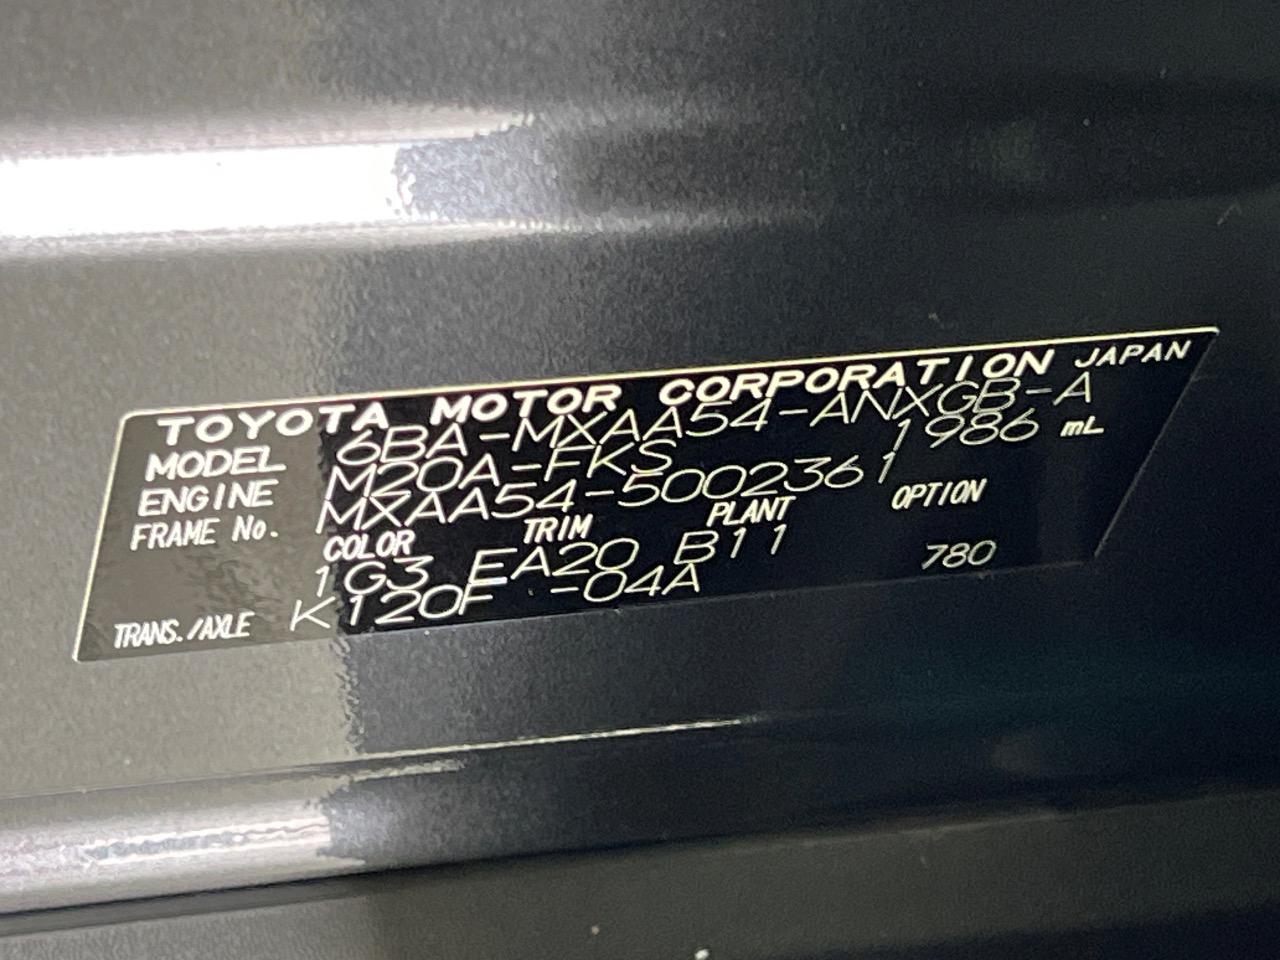 TOYOTA MOTOR CORPORATION JAPAN
MODEL 6BA-MXAA54-ANXGB-A
ENGINE M20A-FKS 1986 mL
FRAME No. MXAA54-5002361
COLOR TRIM PLANT OPTION
1G3 EA20 B11 780
TRANS./AXLE K120F -04A